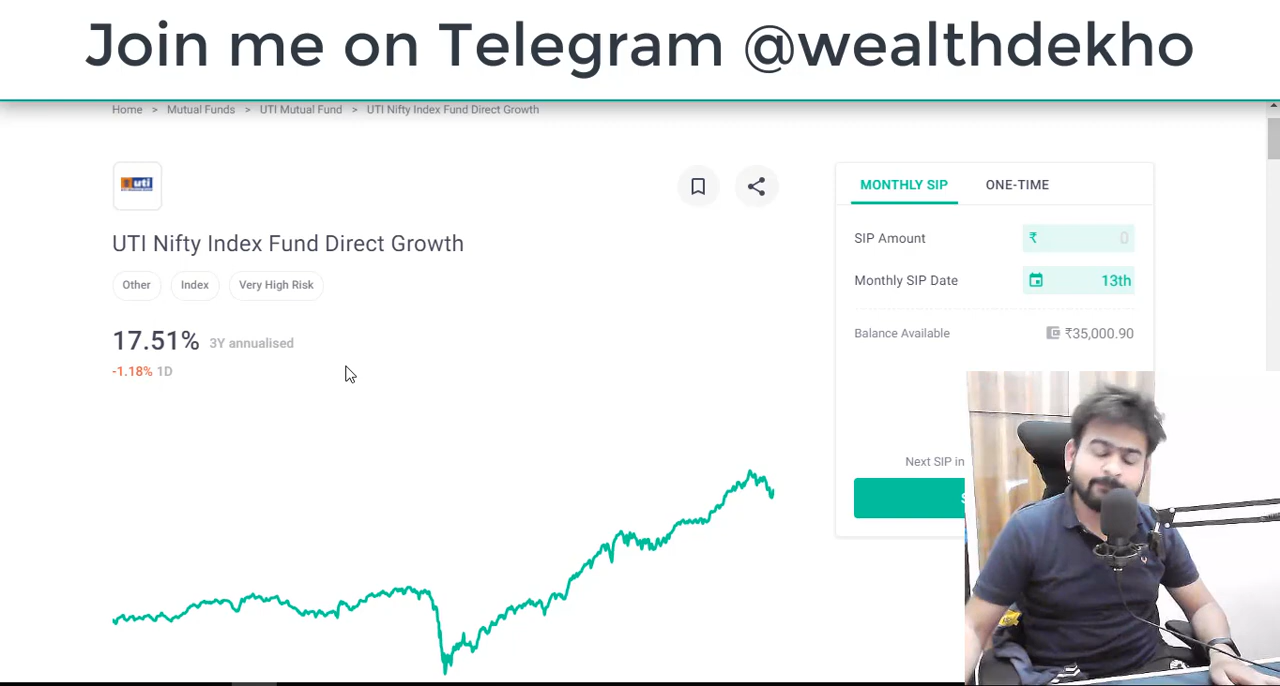 Join me on Telegram @wealthdekho
Home > Mutual Funds > UTI Mutual Fund > UTI Nifty Index Fund Direct Growth
uti
UTI Nifty Index Fund Direct Growth
Other Index Very High Risk
17.51% 3Y annualised
-1.18% 1D
MONTHLY SIP ONE-TIME
SIP Amount ₹ 0
Monthly SIP Date 13th
Balance Available ₹35,000.90
Next SIP in